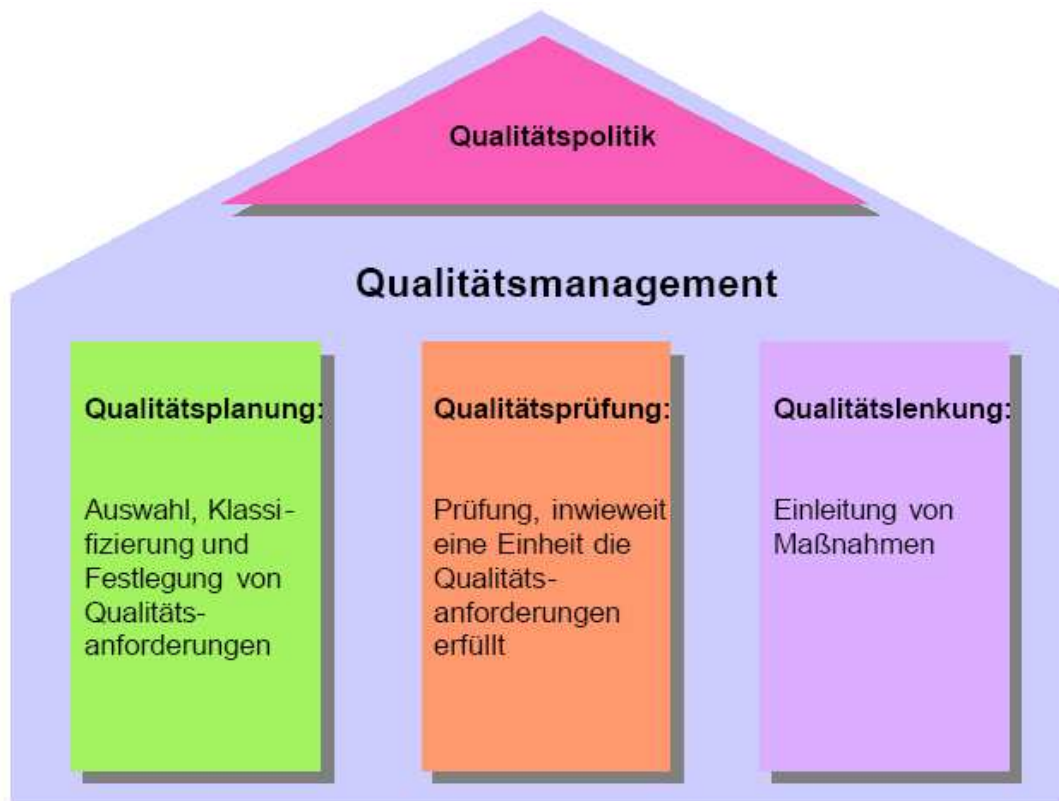 Qualitätspolitik
Qualitätsmanagement
Qualitätsplanung:
Auswahl, Klassi-
fizierung und
Festlegung von
Qualitäts-
anforderungen
Qualitätsprüfung:
Prüfung, inwieweit
eine Einheit die
Qualitäts-
anforderungen
erfüllt
Qualitätslenkung:
Einleitung von
Maßnahmen